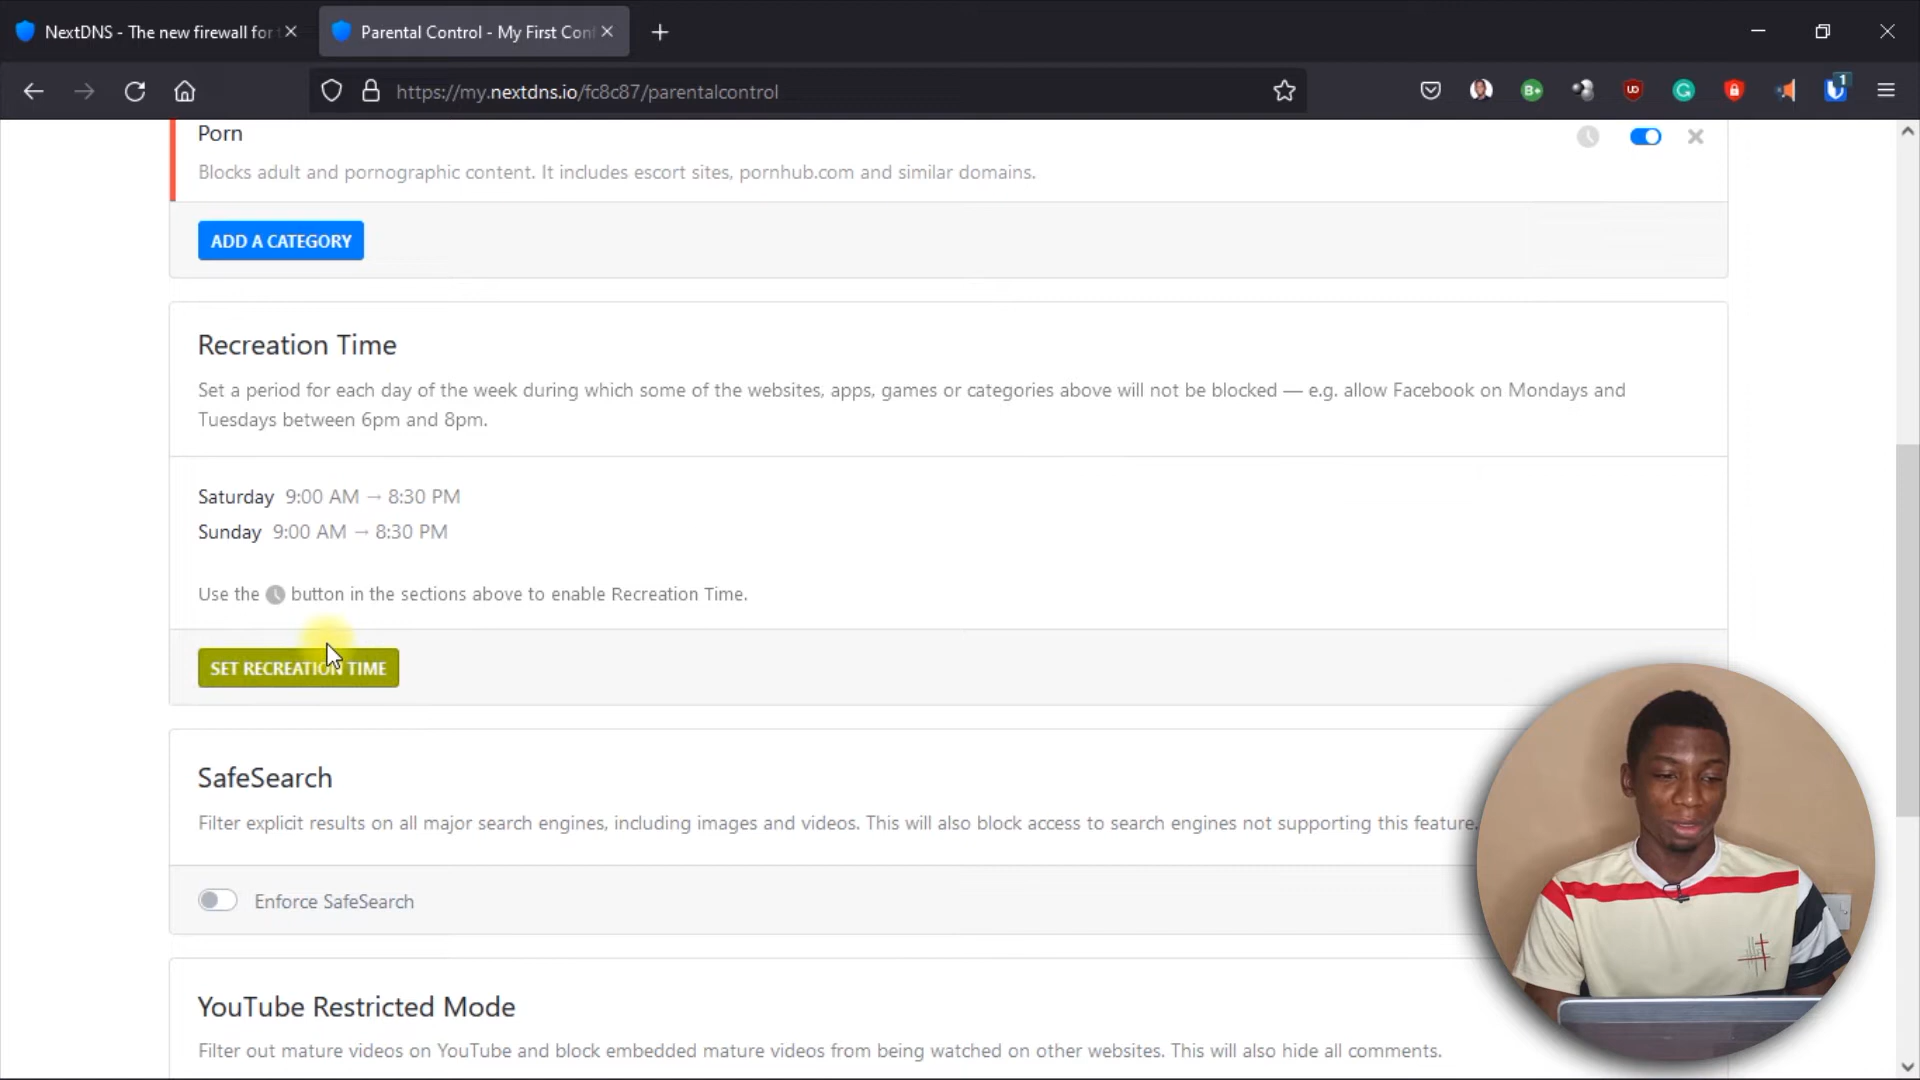 NextDNS - The new firewall for t
Parental Control - My First Conf
https://my.nextdns.io/fc8c87/parentalcontrol
1
Porn
Blocks adult and pornographic content. It includes escort sites, pornhub.com and similar domains.
ADD A CATEGORY
Recreation Time
Set a period for each day of the week during which some of the websites, apps, games or categories above will not be blocked — e.g. allow Facebook on Mondays and
Tuesdays between 6pm and 8pm.
Saturday 9:00 AM → 8:30 PM
Sunday 9:00 AM → 8:30 PM
Use the button in the sections above to enable Recreation Time.
SET RECREATION TIME
SafeSearch
Filter explicit results on all major search engines, including images and videos. This will also block access to search engines not supporting this feature.
Enforce SafeSearch
YouTube Restricted Mode
Filter out mature videos on YouTube and block embedded mature videos from being watched on other websites. This will also hide all comments.